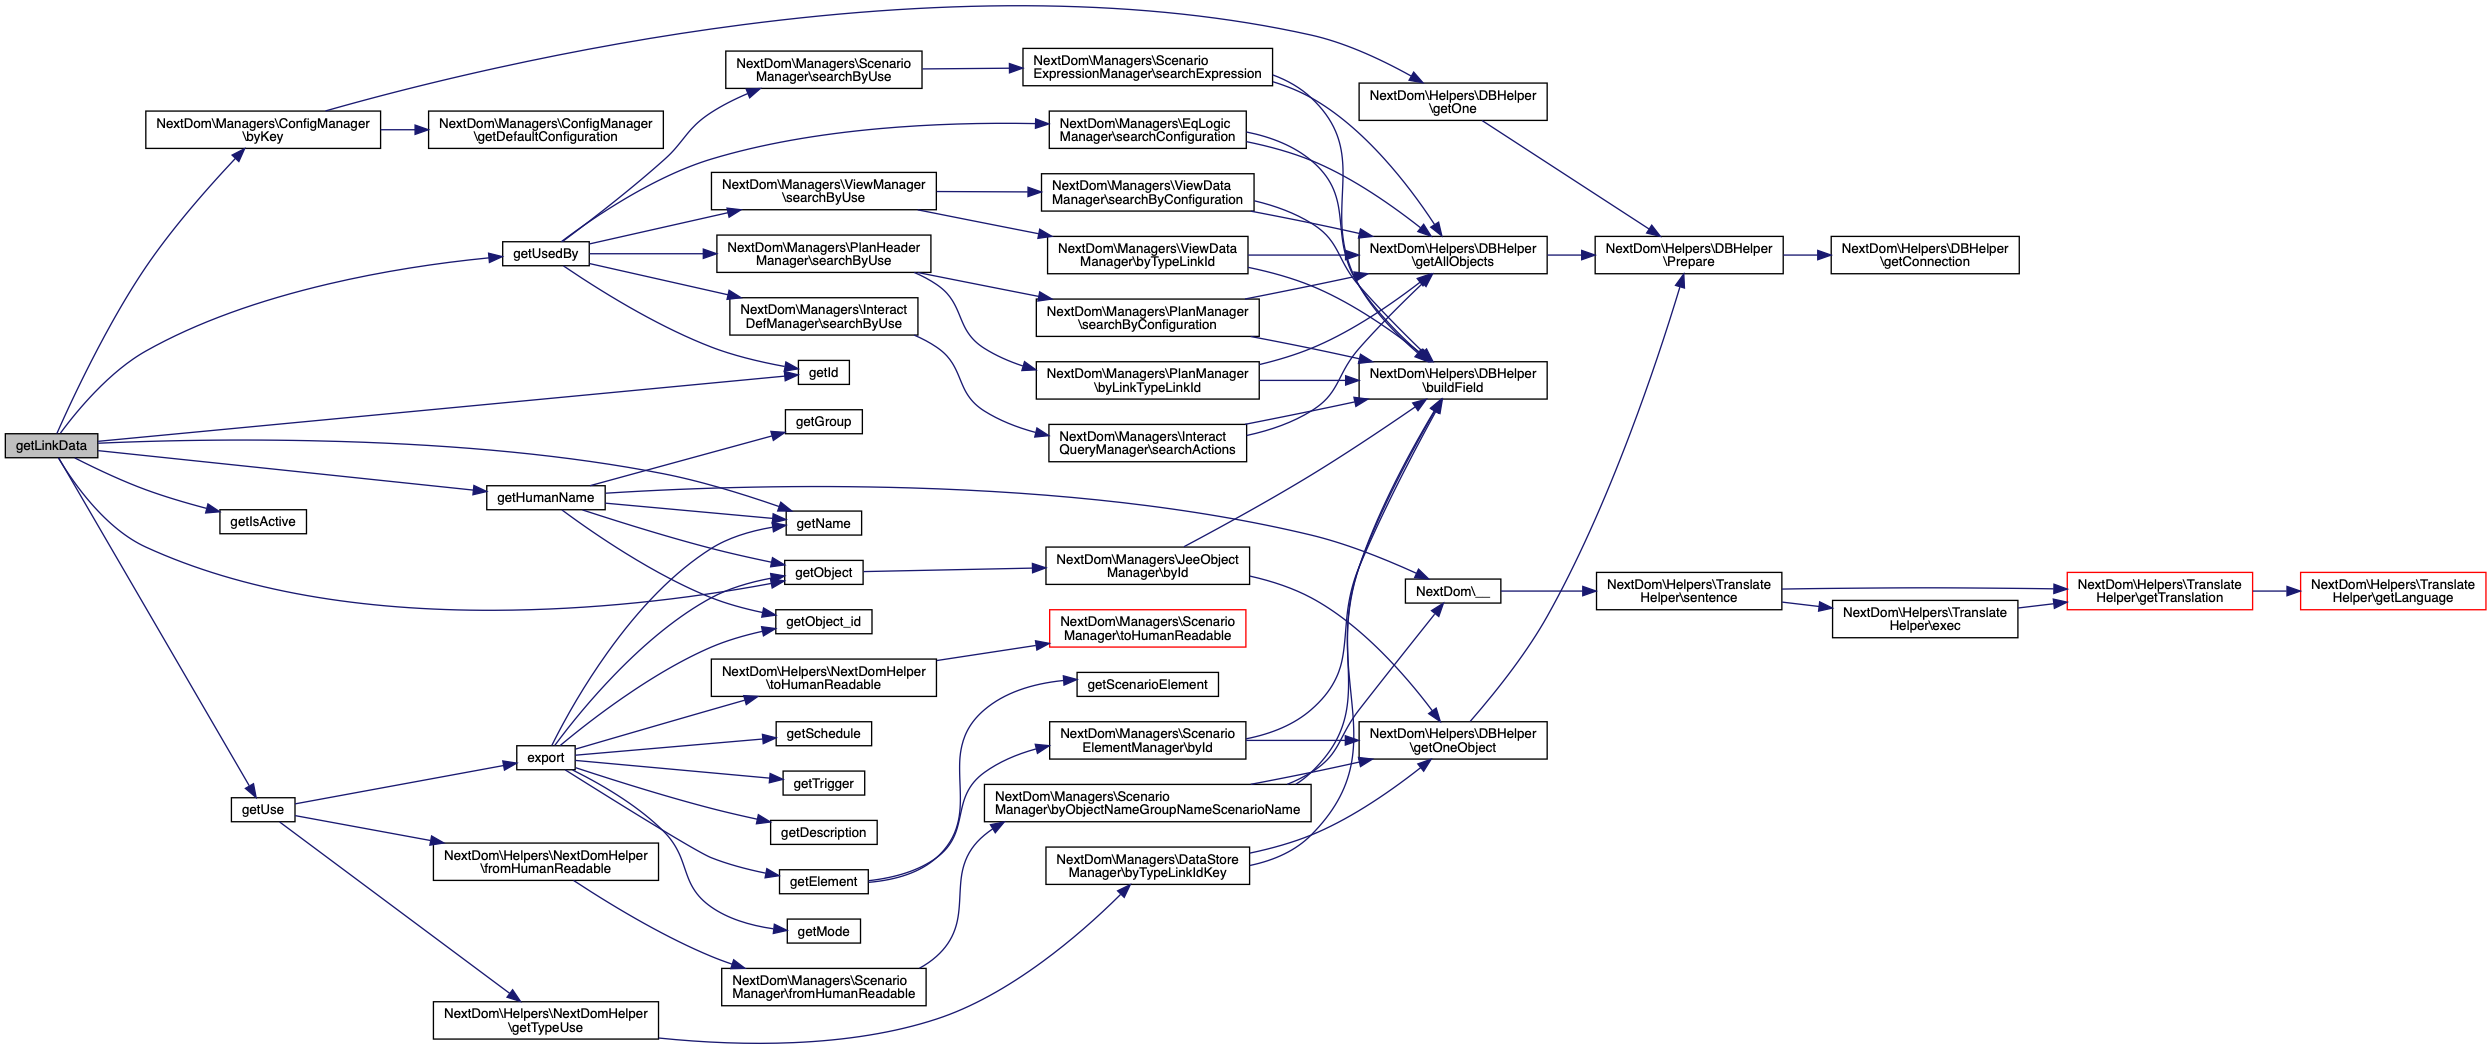 getLinkData
NextDom\Managers\ConfigManager
\byKey
NextDom\Managers\ConfigManager
\getDefaultConfiguration
getUsedBy
getHumanName
getIsActive
getUse
export
NextDom\Helpers\NextDomHelper
\fromHumanReadable
NextDom\Helpers\NextDomHelper
\getTypeUse
NextDom\Managers\Scenario
Manager\searchByUse
NextDom\Managers\ViewManager
\searchByUse
NextDom\Managers\PlanHeader
Manager\searchByUse
NextDom\Managers\Interact
DefManager\searchByUse
getId
getGroup
getName
getObject
getObject_id
NextDom\Helpers\NextDomHelper
\toHumanReadable
getSchedule
getTrigger
getDescription
getElement
getMode
NextDom\Managers\Scenario
Manager\fromHumanReadable
NextDom\Managers\Scenario
ExpressionManager\searchExpression
NextDom\Managers\EqLogic
Manager\searchConfiguration
NextDom\Managers\ViewData
Manager\searchByConfiguration
NextDom\Managers\ViewData
Manager\byTypeLinkId
NextDom\Managers\PlanManager
\searchByConfiguration
NextDom\Managers\PlanManager
\byLinkTypeLinkId
NextDom\Managers\Interact
QueryManager\searchActions
NextDom\Managers\JeeObject
Manager\byId
NextDom\Managers\Scenario
Manager\toHumanReadable
getScenarioElement
NextDom\Managers\Scenario
ElementManager\byId
NextDom\Managers\Scenario
Manager\byObjectNameGroupNameScenarioName
NextDom\Managers\DataStore
Manager\byTypeLinkIdKey
NextDom\Helpers\DBHelper
\getOne
NextDom\Helpers\DBHelper
\getAllObjects
NextDom\Helpers\DBHelper
\buildField
NextDom\__
NextDom\Helpers\DBHelper
\getOneObject
NextDom\Helpers\DBHelper
\Prepare
NextDom\Helpers\DBHelper
\getConnection
NextDom\Helpers\Translate
Helper\sentence
NextDom\Helpers\Translate
Helper\exec
NextDom\Helpers\Translate
Helper\getTranslation
NextDom\Helpers\Translate
Helper\getLanguage